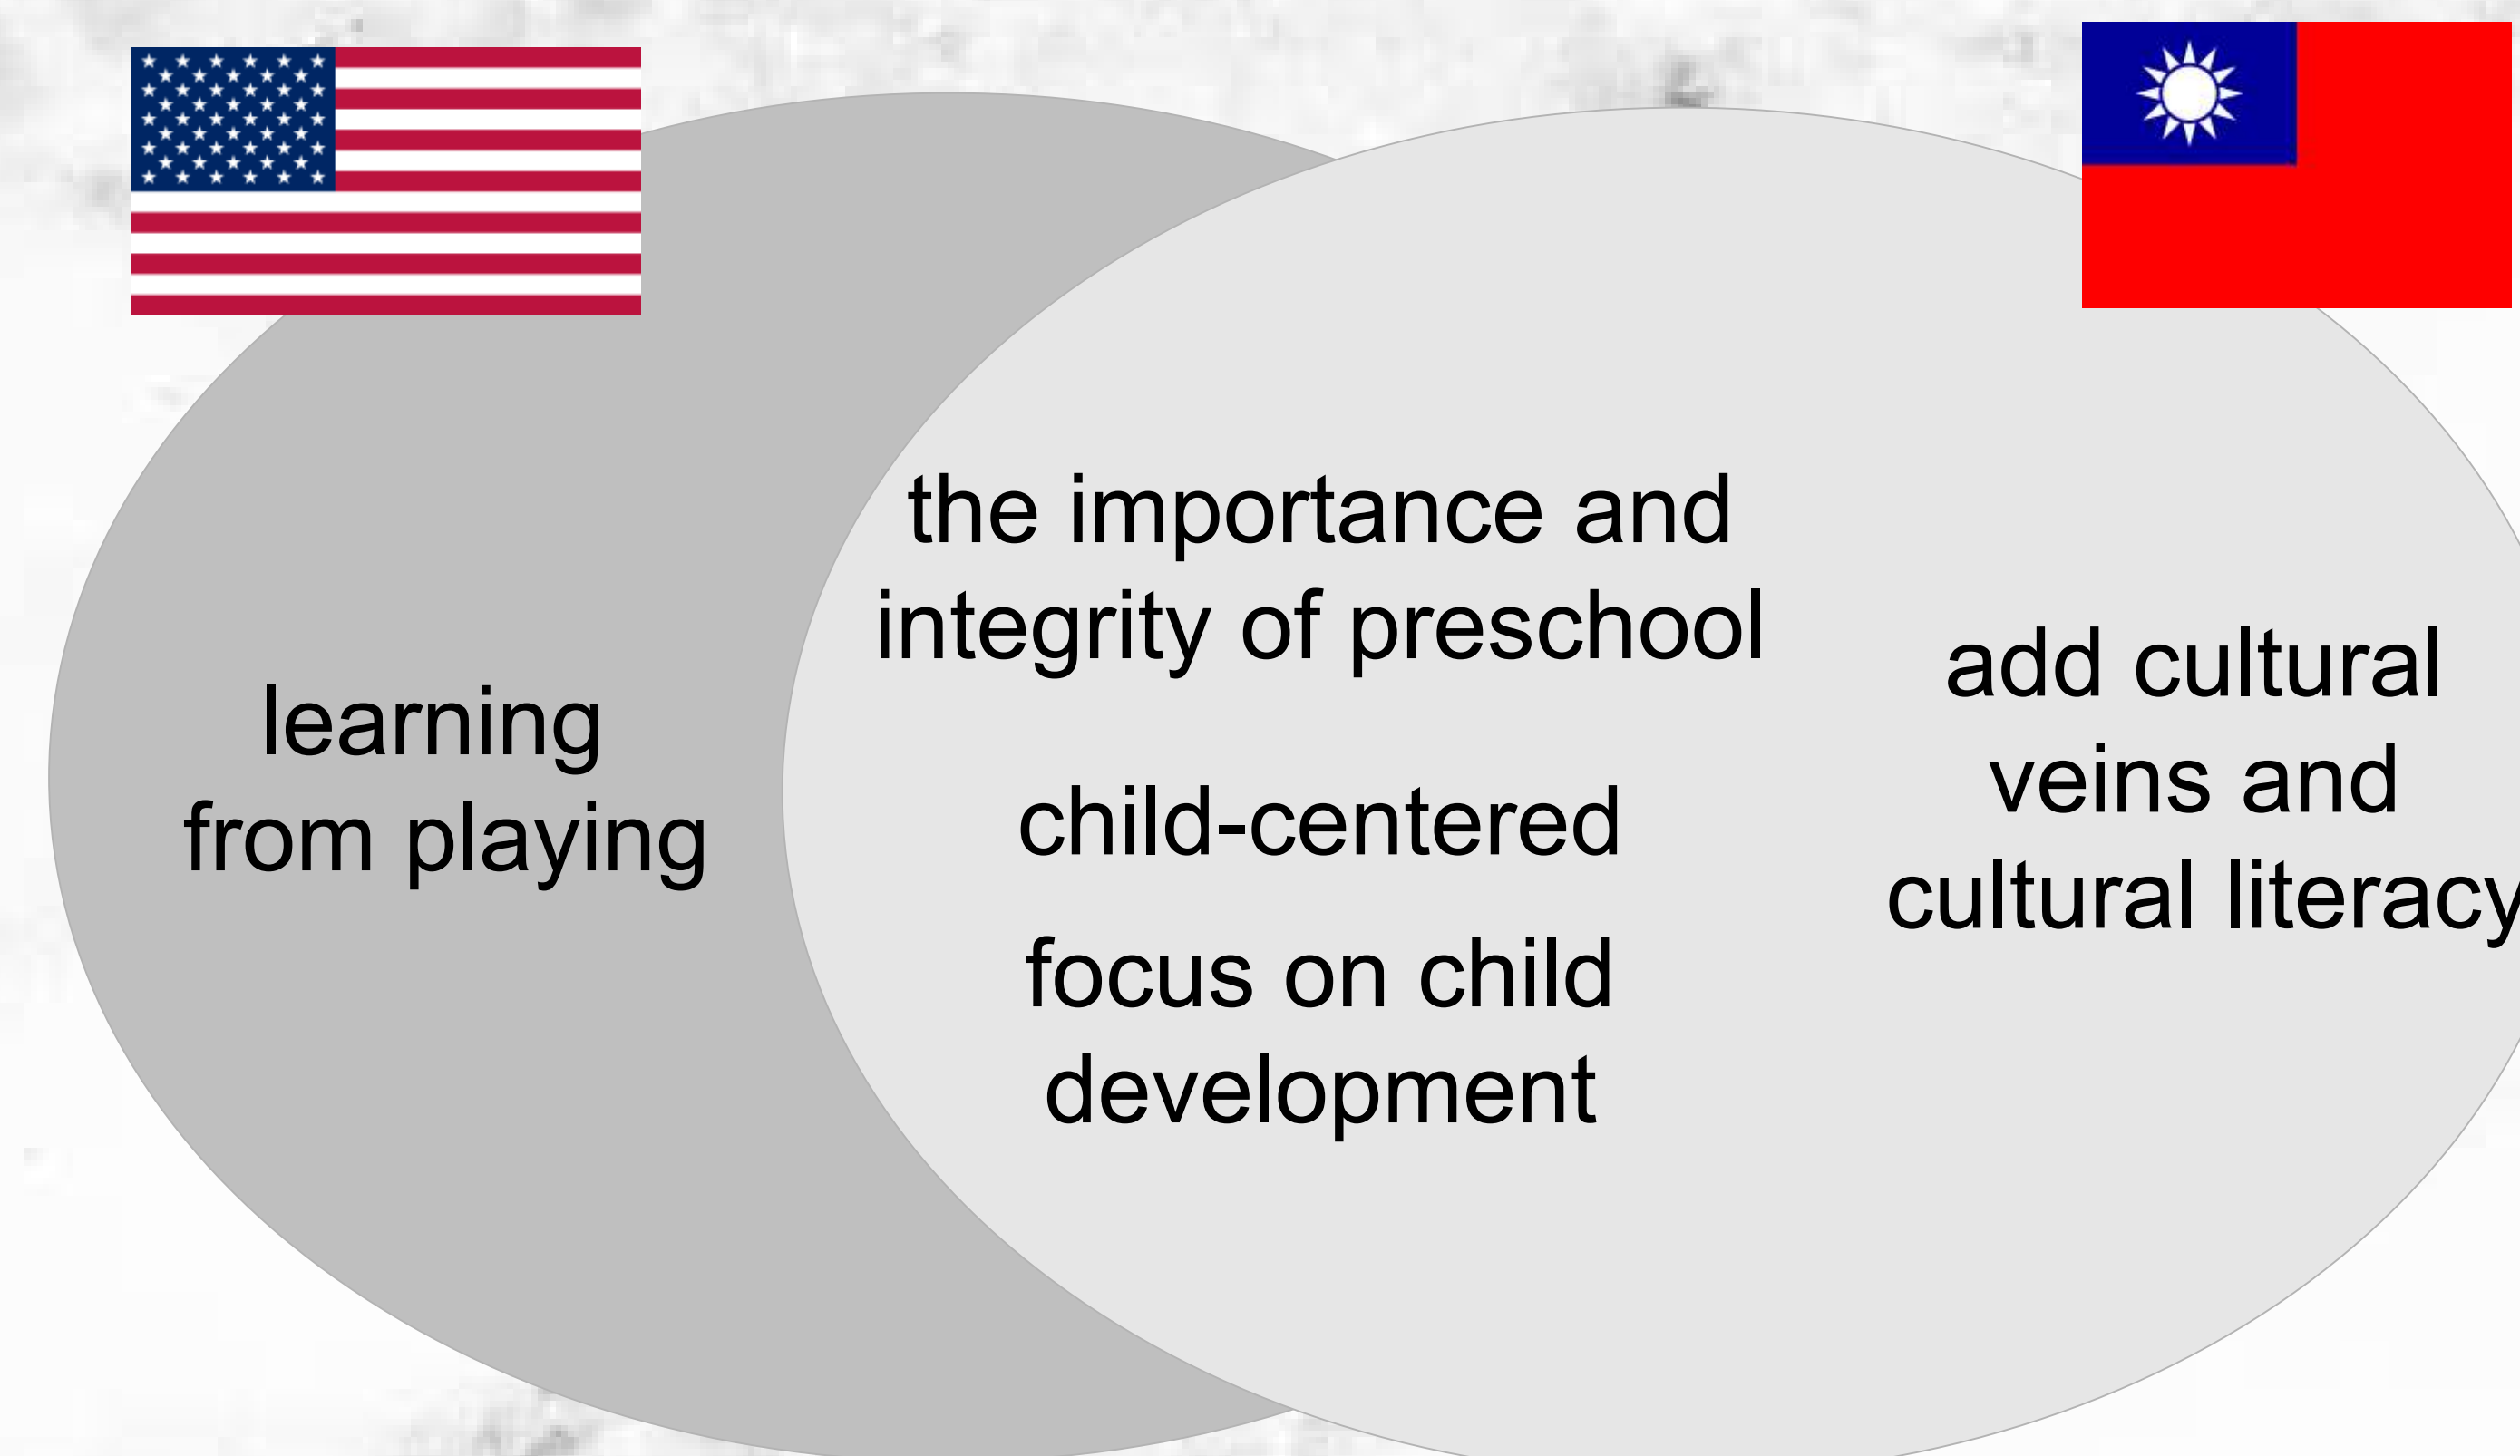 learning
from playing
the importance and
integrity of preschool
child-centered
focus on child
development
add cultural
veins and
cultural literacy